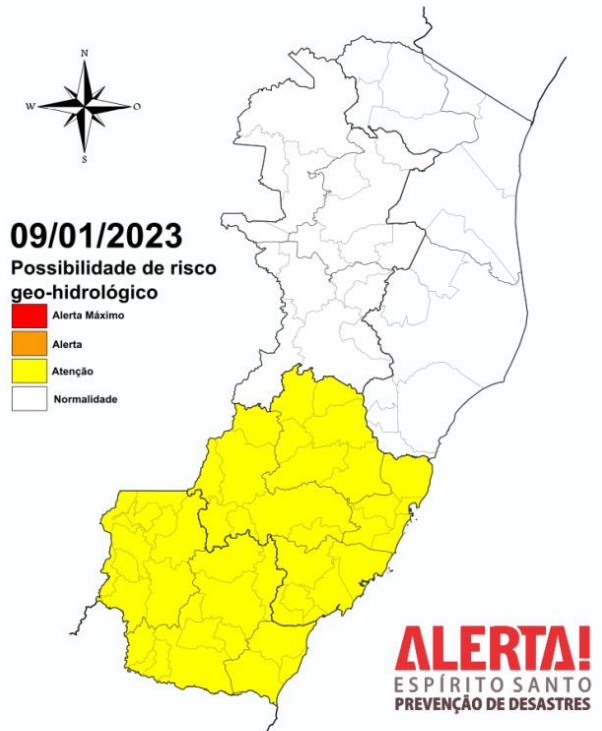 N
W
O
S
09/01/2023
Possibilidade de risco
geo-hidrológico
Alerta Máximo
Alerta
Atenção
Normalidade
ALERTA!
ESPÍRITO SANTO
PREVENÇÃO DE DESASTRES